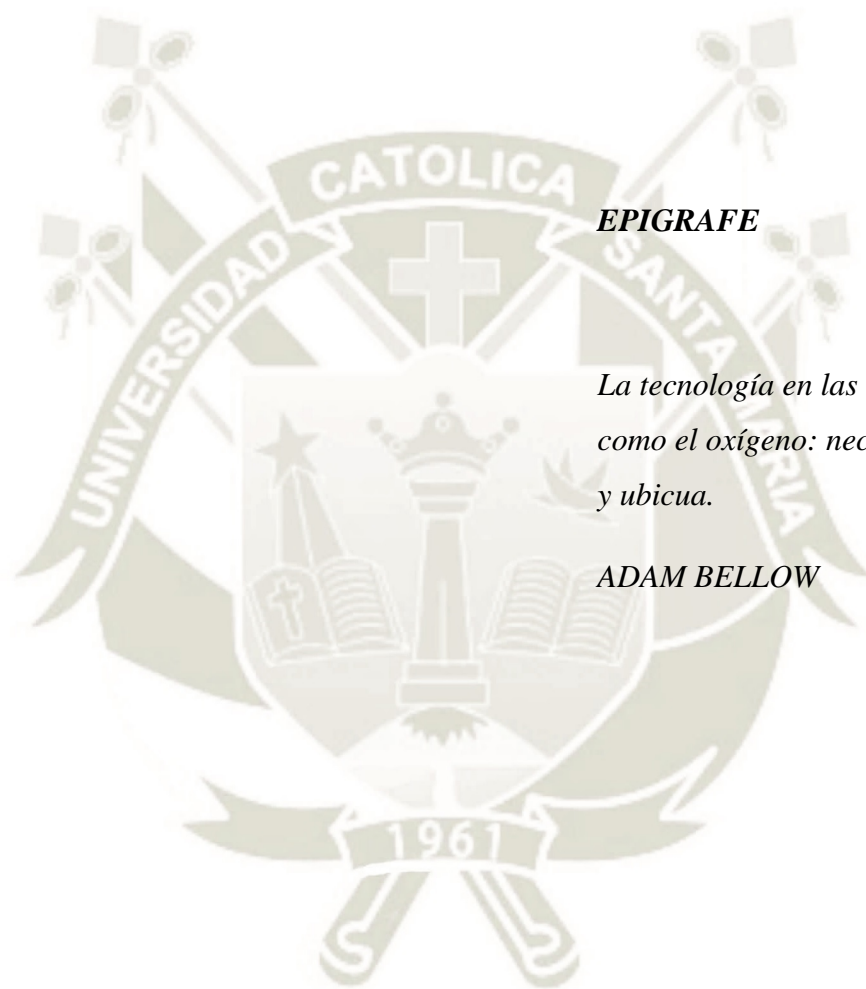 UNIVERSIDAD CATOLICA SANTA MARIA
EPIGRAFE
La tecnología en las
como el oxígeno: nec
y ubicua.
ADAM BELLOW
1961